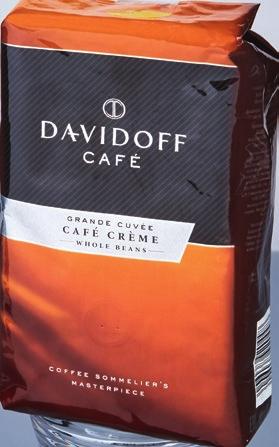 DAVIDOFF
CAFÉ
GRANDE CUVÉE
CAFÉ CRÈME
WHOLE BEANS
COFFEE SOMMELIER'S
MASTERPIECE